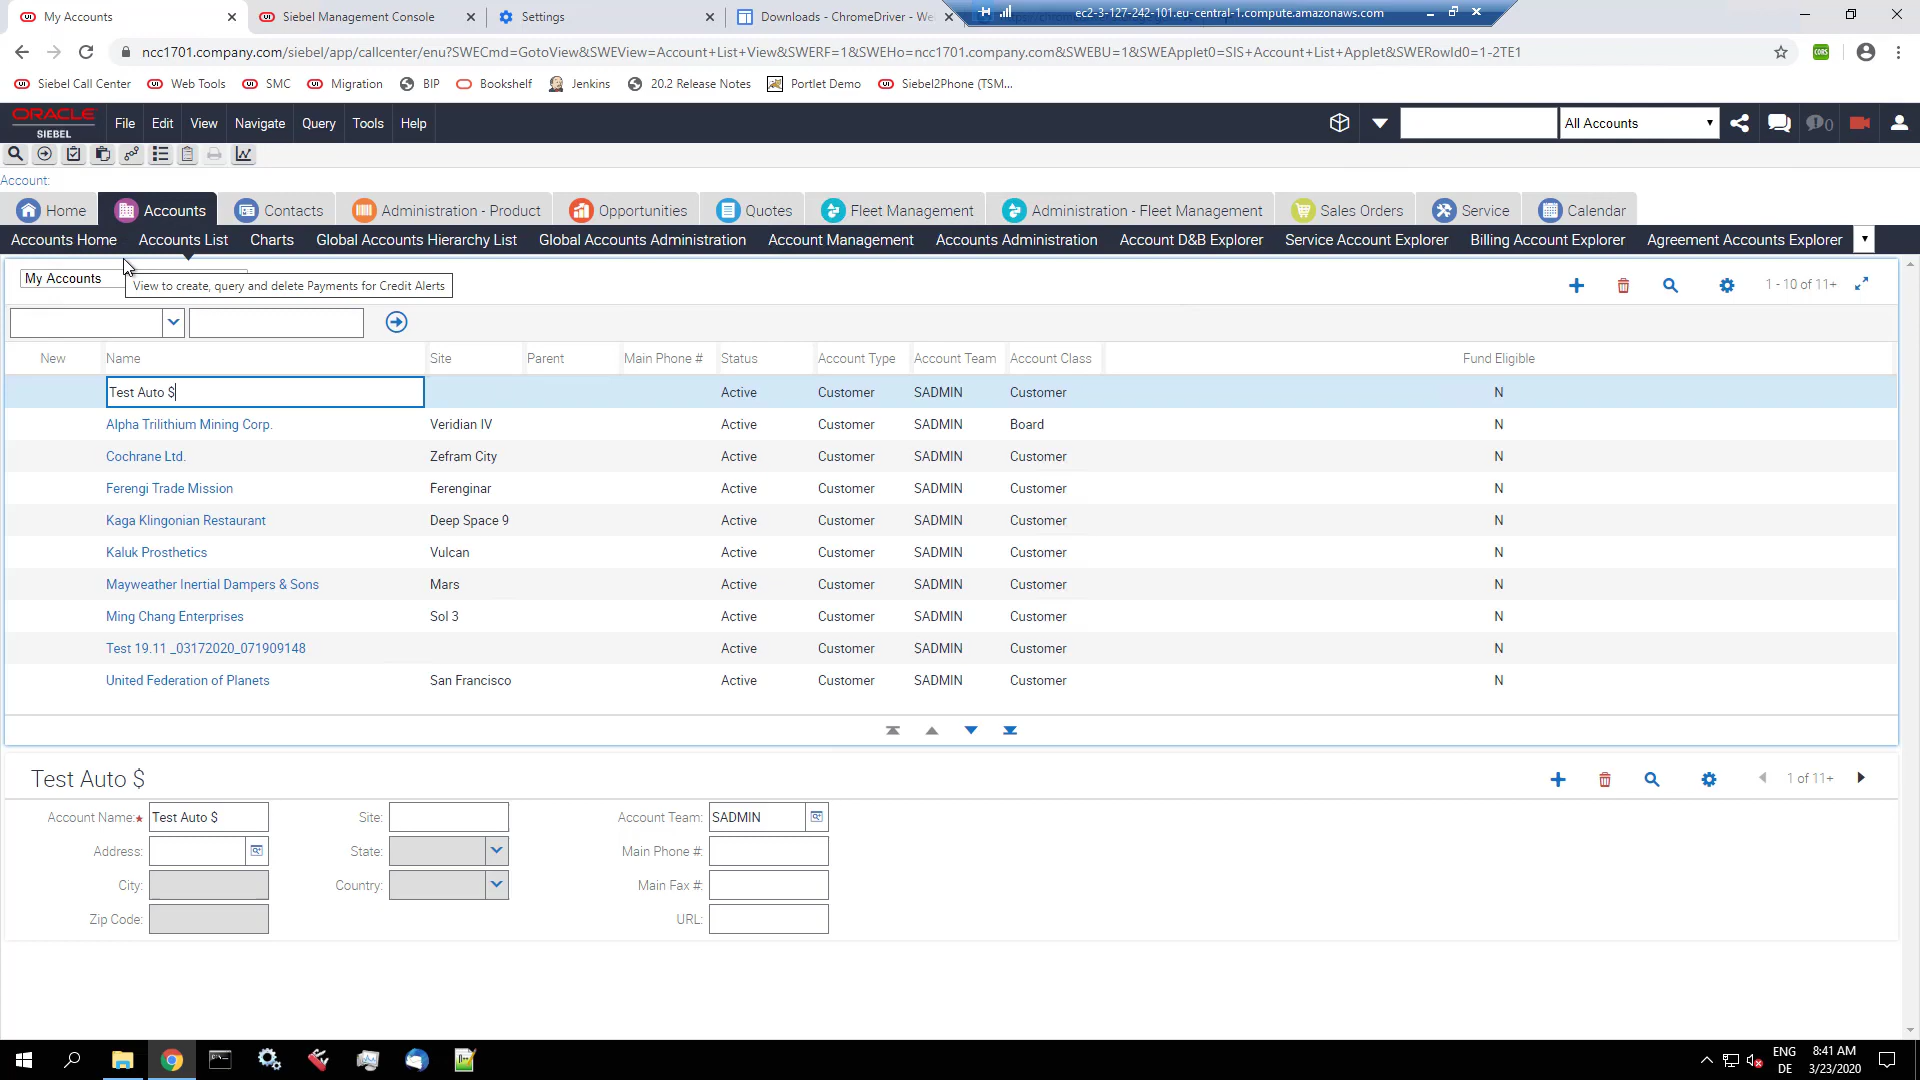 My Accounts
Siebel Management Console
Settings
Downloads - ChromeDriver - We
ec2-3-127-242-101.eu-central-1.compute.amazonaws.com
ncc1701.company.com/siebel/app/callcenter/enu?SWECmd=GotoView&SWEView=Account+List+View&SWERF=1&SWEHo=ncc1701.company.com&SWEBU=1&SWEApplet0=SIS+Account+List+Applet&SWERowId0=1-2TE1
CORS
Siebel Call Center
Web Tools
SMC
Migration
BIP
Bookshelf
Jenkins
20.2 Release Notes
Portlet Demo
Siebel2Phone (TSM...
ORACLE
SIEBEL
File Edit View Navigate Query Tools Help
All Accounts
0
Account:
Home
Accounts
Contacts
Administration - Product
Opportunities
Quotes
Fleet Management
Administration - Fleet Management
Sales Orders
Service
Calendar
Accounts Home Accounts List Charts Global Accounts Hierarchy List Global Accounts Administration Account Management Accounts Administration Account D&B Explorer Service Account Explorer Billing Account Explorer Agreement Accounts Explorer
My Accounts
View to create, query and delete Payments for Credit Alerts
1 - 10 of 11+
New Name Site Parent Main Phone # Status Account Type Account Team Account Class Fund Eligible
Test Auto $ Active Customer SADMIN Customer N
Alpha Trilithium Mining Corp. Veridian IV Active Customer SADMIN Board N
Cochrane Ltd. Zefram City Active Customer SADMIN Customer N
Ferengi Trade Mission Ferenginar Active Customer SADMIN Customer N
Kaga Klingonian Restaurant Deep Space 9 Active Customer SADMIN Customer N
Kaluk Prosthetics Vulcan Active Customer SADMIN Customer N
Mayweather Inertial Dampers & Sons Mars Active Customer SADMIN Customer N
Ming Chang Enterprises Sol 3 Active Customer SADMIN Customer N
Test 19.11 _03172020_071909148 Active Customer SADMIN Customer N
United Federation of Planets San Francisco Active Customer SADMIN Customer N
Test Auto $
1 of 11+
Account Name:* Test Auto $ Site: Account Team: SADMIN
Address: State: Main Phone #:
City: Country: Main Fax #:
Zip Code: URL:
ENG 8:41 AM
DE 3/23/2020